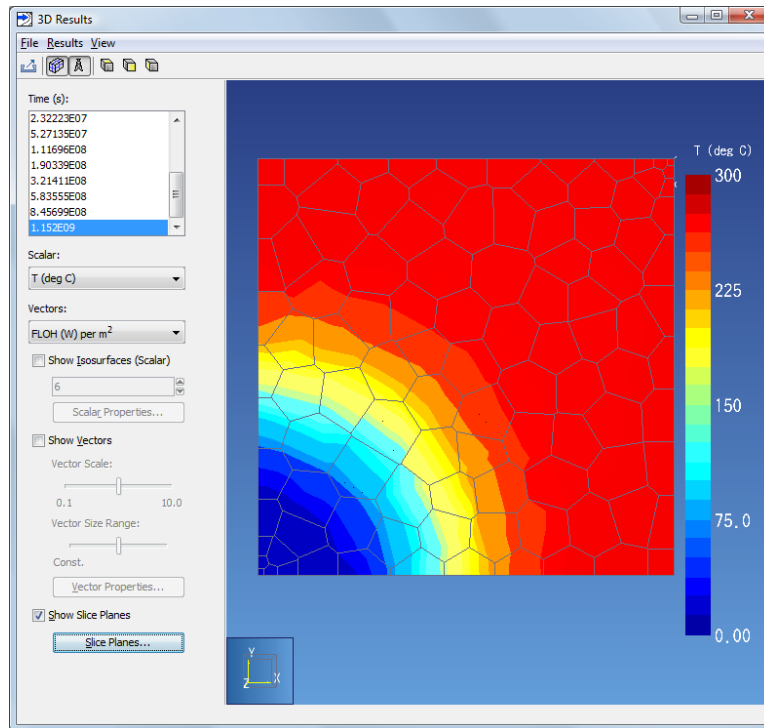 3D Results
File Results View
Time (s):
2.32223E07
5.27135E07
1.11696E08
1.90339E08
3.21411E08
5.83555E08
8.45699E08
1.152E09
Scalar:
T (deg C)
Vectors:
FLOH (W) per m²
Show Isosurfaces (Scalar)
6
Scalar Properties...
Show Vectors
Vector Scale:
0.1 10.0
Vector Size Range:
Const.
Vector Properties...
Show Slice Planes
Slice Planes...
T (deg C)
300
225
150
75.0
0.00
Y
Z X